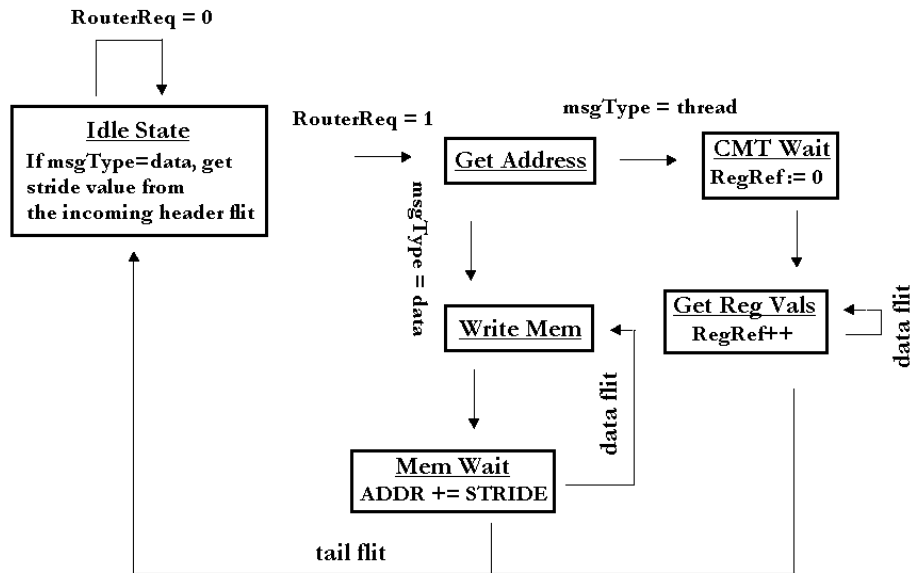 RouterReq = 0
Idle State
If msgType=data, get
stride value from
the incoming header flit
RouterReq = 1
Get Address
msgType = thread
CMT Wait
RegRef := 0
msgType = data
Write Mem
Get Reg Vals
RegRef++
data flit
data flit
Mem Wait
ADDR += STRIDE
tail flit